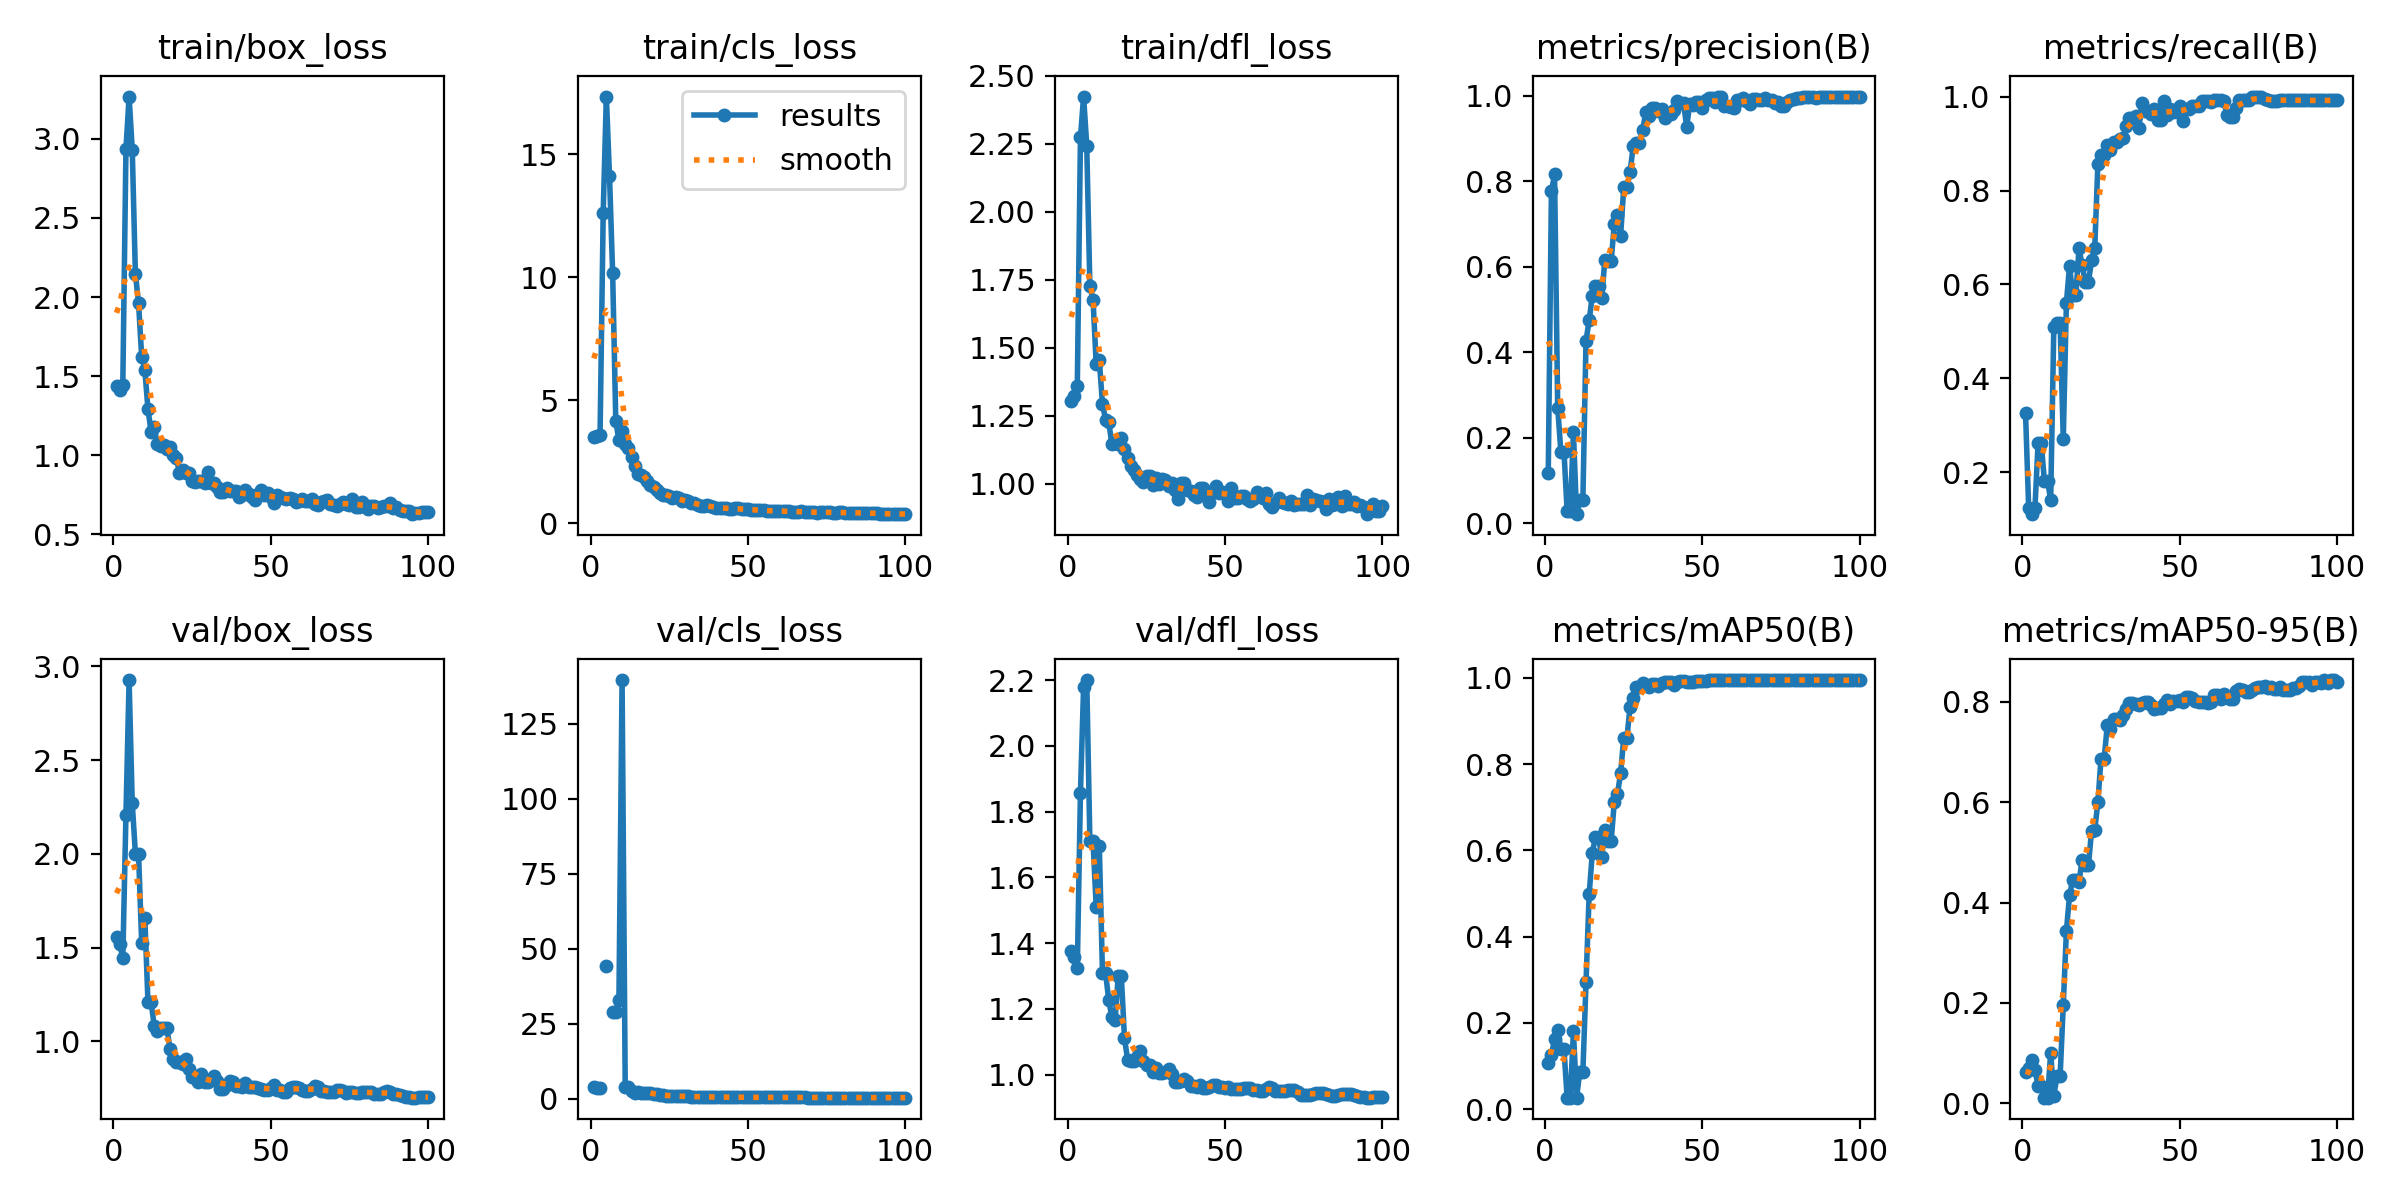 train/box_loss
3.0
2.5
2.0
1.5
1.0
0.5
0 50 100
train/cls_loss
results
smooth
15
10
5
0
0 50 100
train/dfl_loss
2.50
2.25
2.00
1.75
1.50
1.25
1.00
0 50 100
metrics/precision(B)
1.0
0.8
0.6
0.4
0.2
0.0
0 50 100
metrics/recall(B)
1.0
0.8
0.6
0.4
0.2
0 50 100
val/box_loss
3.0
2.5
2.0
1.5
1.0
0 50 100
val/cls_loss
125
100
75
50
25
0
0 50 100
val/dfl_loss
2.2
2.0
1.8
1.6
1.4
1.2
1.0
0 50 100
metrics/mAP50(B)
1.0
0.8
0.6
0.4
0.2
0.0
0 50 100
metrics/mAP50-95(B)
0.8
0.6
0.4
0.2
0.0
0 50 100